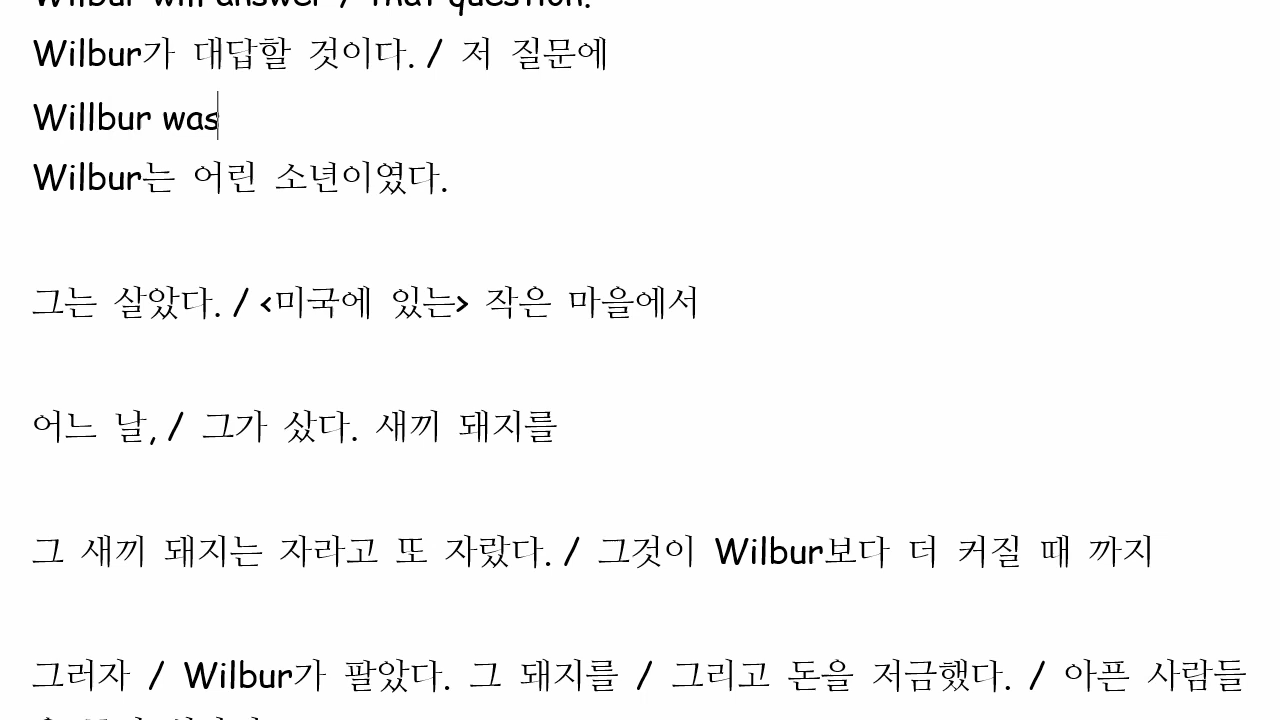 Wilbur will answer / That question.
Wilbur가 대답할 것이다. / 저 질문에
Willbur was
Wilbur는 어린 소년이였다.
그는 살았다. / <미국에 있는> 작은 마을에서
어느 날, / 그가 샀다. 새끼 돼지를
그 새끼 돼지는 자라고 또 자랐다. / 그것이 Wilbur보다 더 커질 때 까지
그러자 / Wilbur가 팔았다. 그 돼지를 / 그리고 돈을 저금했다. / 아픈 사람들